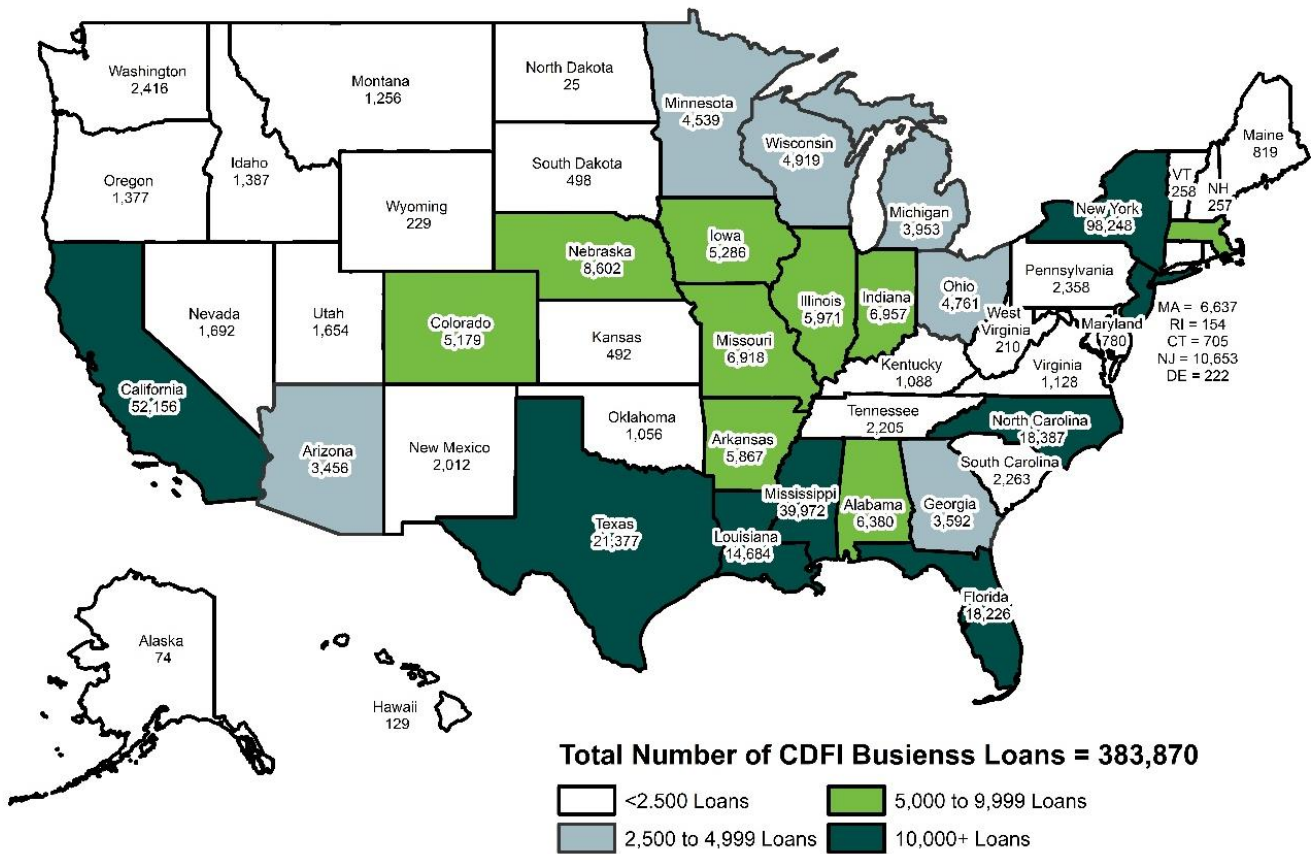 Washington
2,416
Montana
1,256
North Dakota
25
Minnesota
4,539
Maine
819
Idaho
1,387
Oregon
1,377
South Dakota
498
Wisconsin
4,919
VT
258
NH
257
Wyoming
229
Michigan
3,953
New York
98,248
Nebraska
8,602
Iowa
5,286
Pennsylvania
2,358
Nevada
1,692
Utah
1,654
Colorado
5,179
Kansas
492
Illinois
5,971
Indiana
6,957
Ohio
4,761
West
Virginia
210
Maryland
780
MA = 6,637
RI = 154
CT = 705
NJ = 10,653
DE = 222
Missouri
6,918
Kentucky
1,088
Virginia
1,128
California
52,156
Arizona
3,456
New Mexico
2,012
Oklahoma
1,056
Arkansas
5,867
Tennessee
2,205
North Carolina
18,387
South Carolina
2,263
Texas
21,377
Louisiana
14,684
Mississippi
39,972
Alabama
6,380
Georgia
3,592
Florida
18,226
Alaska
74
Hawaii
129
Total Number of CDFI Busienss Loans = 383,870
<2.500 Loans
5,000 to 9,999 Loans
2,500 to 4,999 Loans
10,000+ Loans